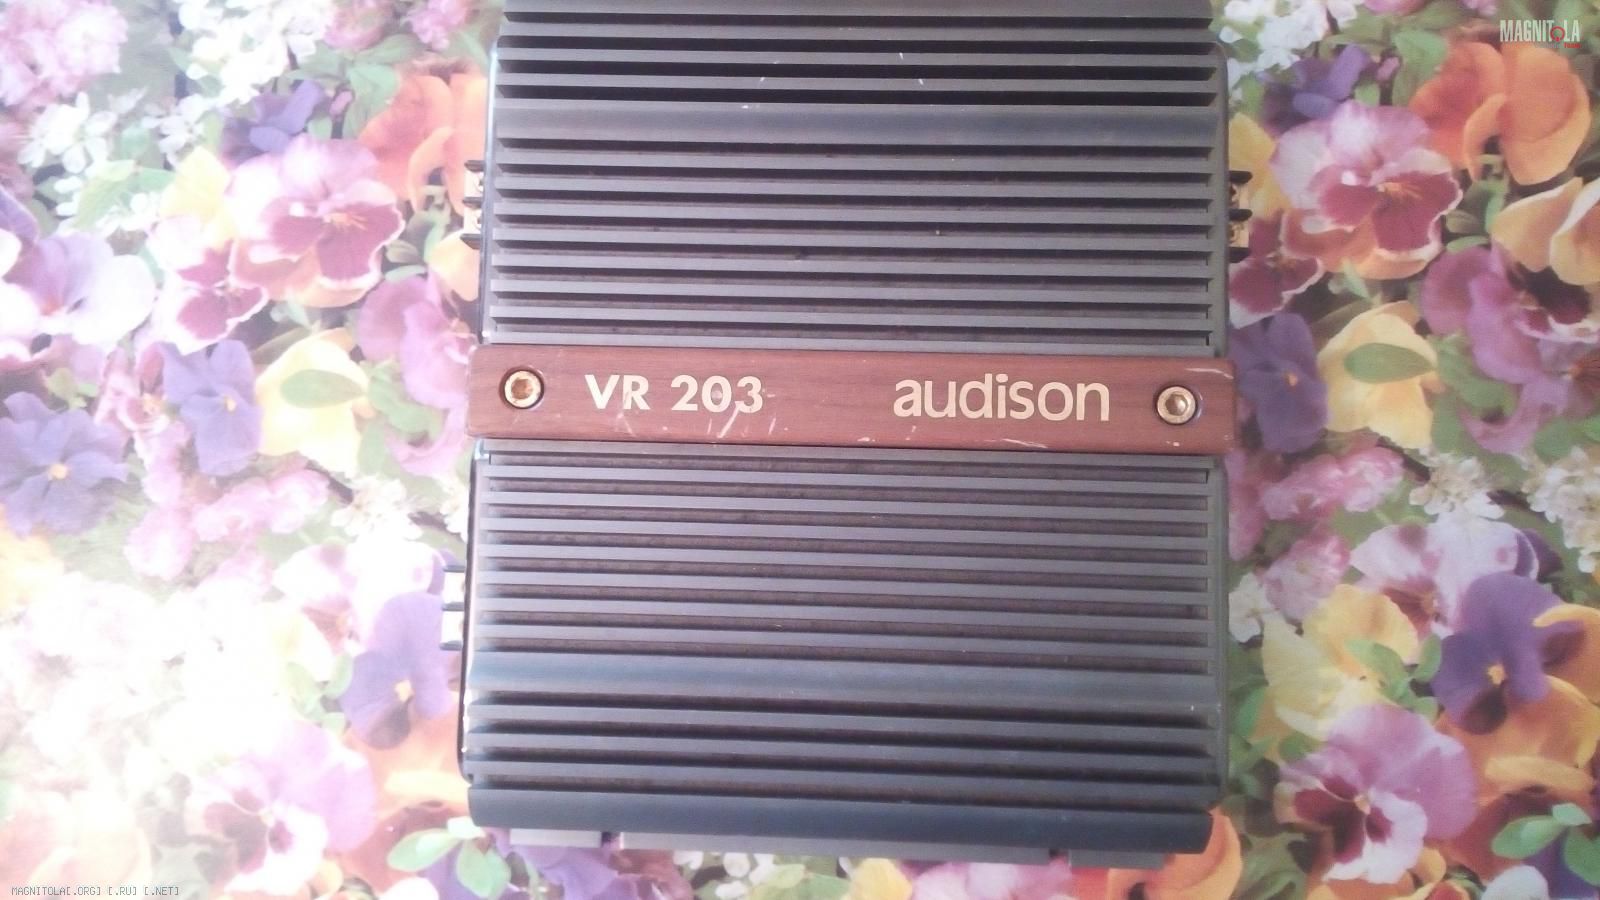 MAGNITOLA
VR 203 audison
MAGNITOLA[.ORG] [.RU] [.NET]